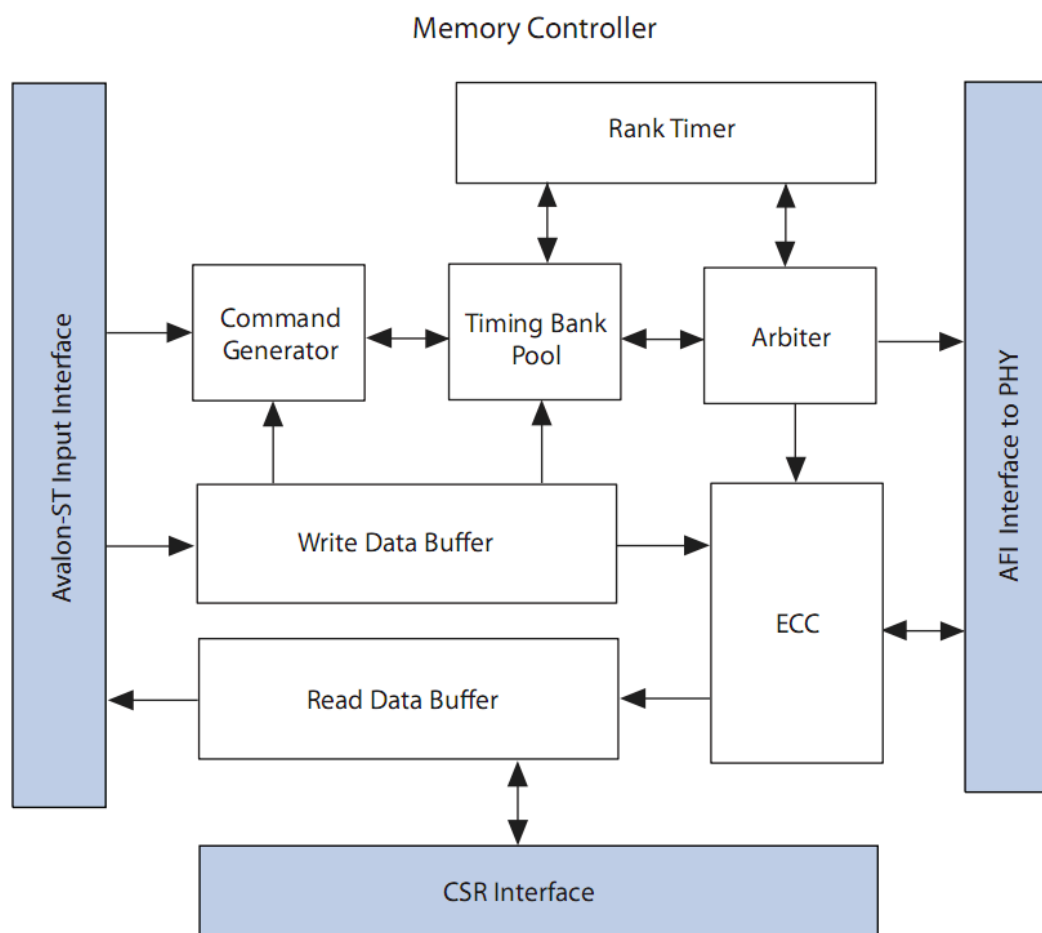 Memory Controller
Rank Timer
Avalon-ST Input Interface
Command
Generator
Timing Bank
Pool
Arbiter
AFI Interface to PHY
Write Data Buffer
ECC
Read Data Buffer
CSR Interface